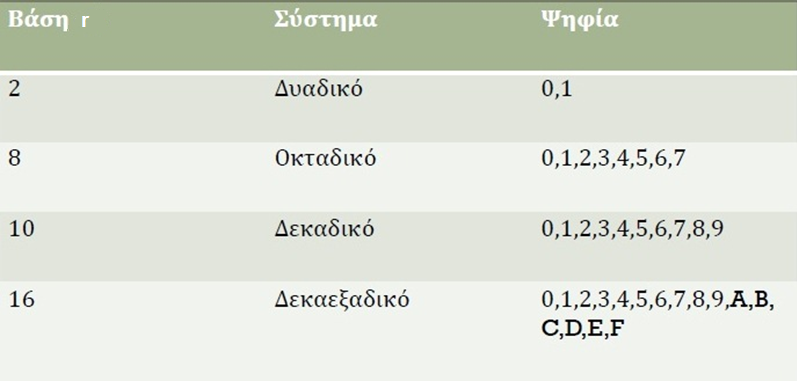 Βάση r Σύστημα Ψηφία
2 Δυαδικό 0,1
8 Οκταδικό 0,1,2,3,4,5,6,7
10 Δεκαδικό 0,1,2,3,4,5,6,7,8,9
16 Δεκαεξαδικό 0,1,2,3,4,5,6,7,8,9,A,B,
C,D,E,F